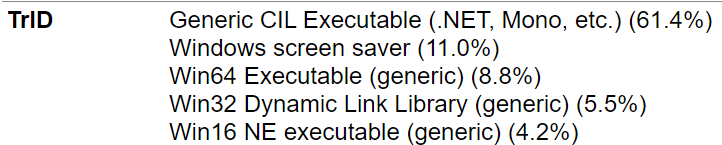 TrID Generic CIL Executable (.NET, Mono, etc.) (61.4%)
Windows screen saver (11.0%)
Win64 Executable (generic) (8.8%)
Win32 Dynamic Link Library (generic) (5.5%)
Win16 NE executable (generic) (4.2%)